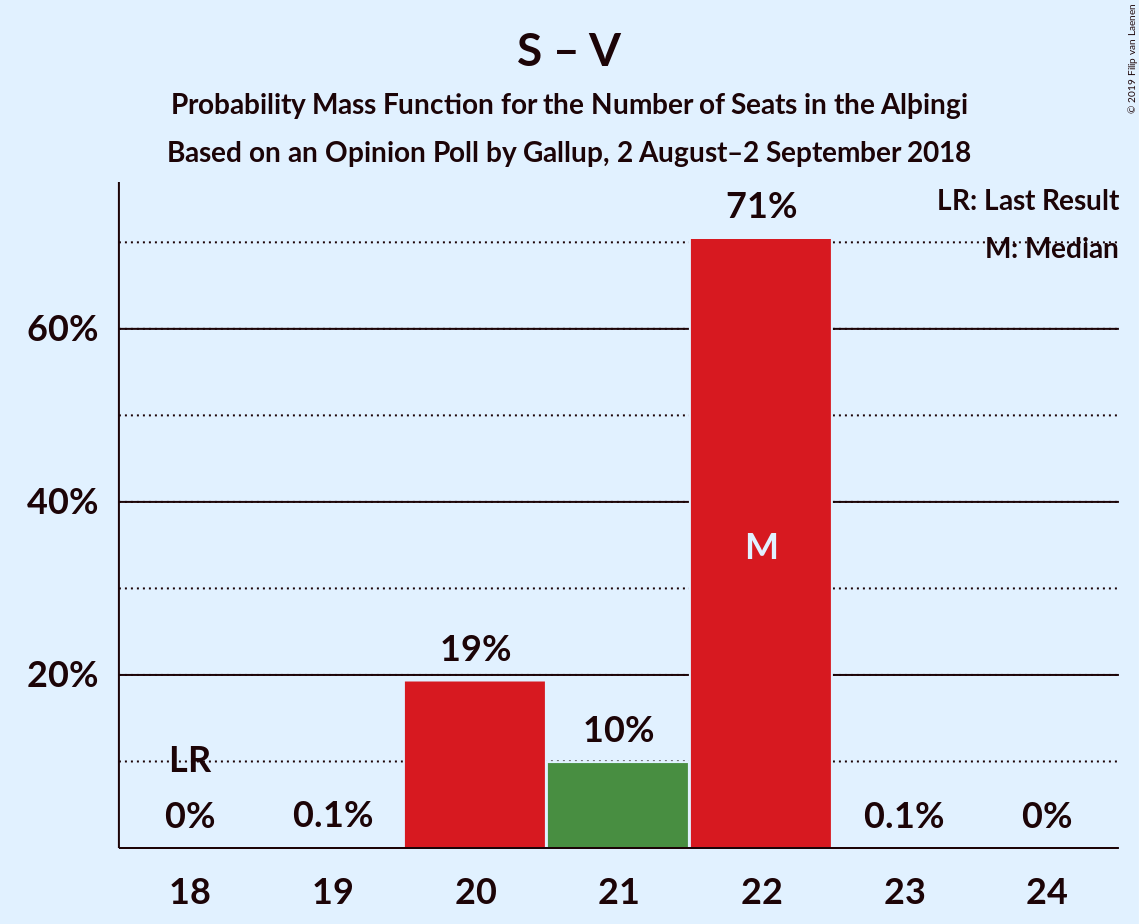 S – V
Probability Mass Function for the Number of Seats in the Alþingi
Based on an Opinion Poll by Gallup, 2 August–2 September 2018
© 2019 Filip van Laenen
LR: Last Result
M: Median
71%
60%
40%
M
19%
20%
10%
LR
0%
0.1%
0.1%
0%
18
19
20
21
22
23
24